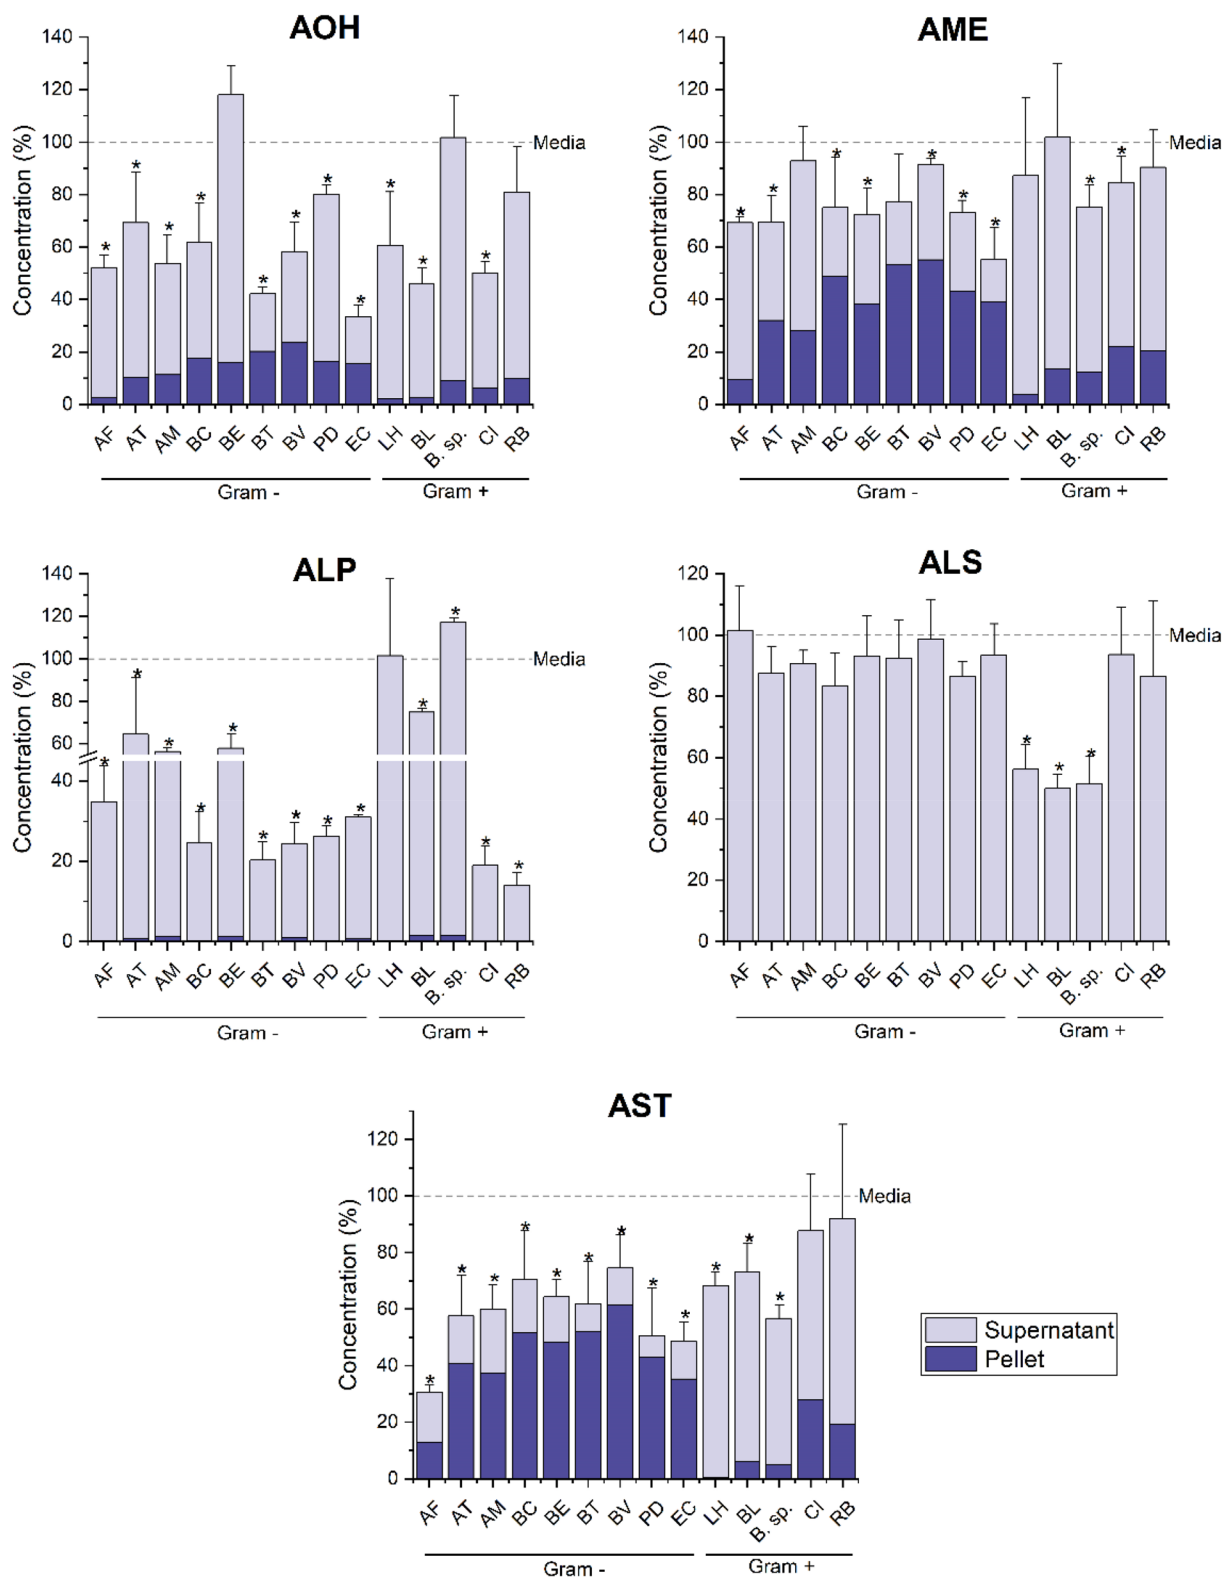 AOH
Concentration (%)
140
120
100
80
60
40
20
0
Media
* * * * * * * * * * *
AF AT AM BC BE BT BV PD EC LH BL B. sp. CI RB
Gram - Gram +
AME
Concentration (%)
140
120
100
80
60
40
20
0
Media
* * * * * * * * *
AF AT AM BC BE BT BV PD EC LH BL B. sp. CI RB
Gram - Gram +
ALP
Concentration (%)
140
120
100
80
60
40
20
0
Media
* * * * * * * * * * * * *
AF AT AM BC BE BT BV PD EC LH BL B. sp. CI RB
Gram - Gram +
ALS
Concentration (%)
120
100
80
60
40
20
0
Media
* * *
AF AT AM BC BE BT BV PD EC LH BL B. sp. CI RB
Gram - Gram +
AST
Concentration (%)
120
100
80
60
40
20
0
Media
* * * * * * * * * * * *
AF AT AM BC BE BT BV PD EC LH BL B. sp. CI RB
Gram - Gram +
Supernatant
Pellet